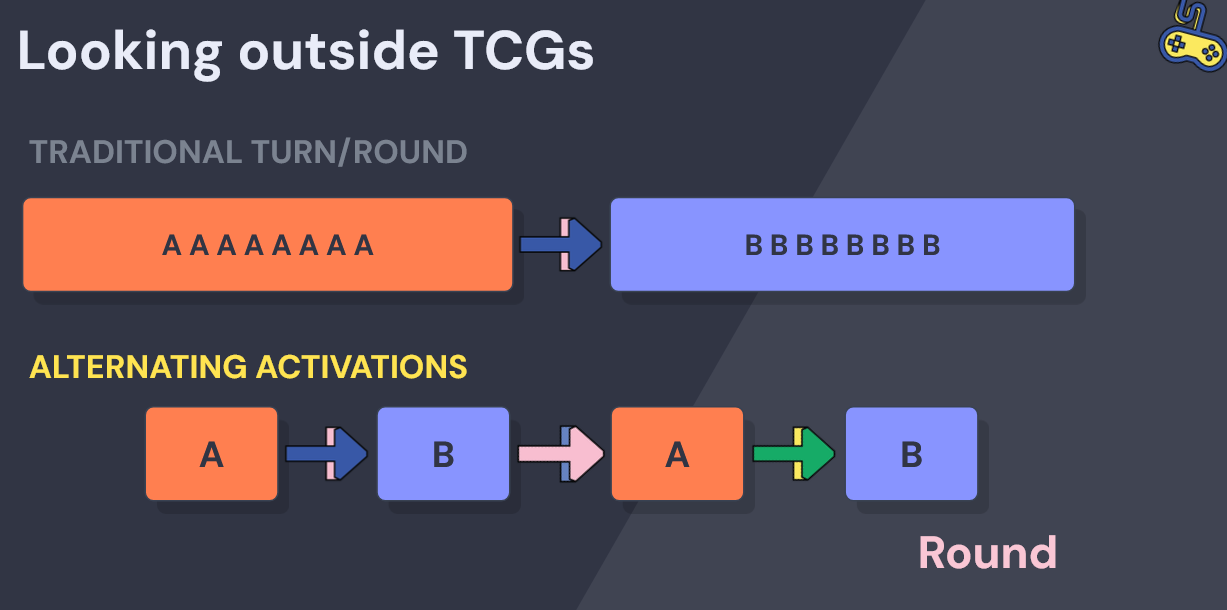 Looking outside TCGs
TRADITIONAL TURN/ROUND
A A A A A A A A
B B B B B B B B
ALTERNATING ACTIVATIONS
A
B
A
B
Round